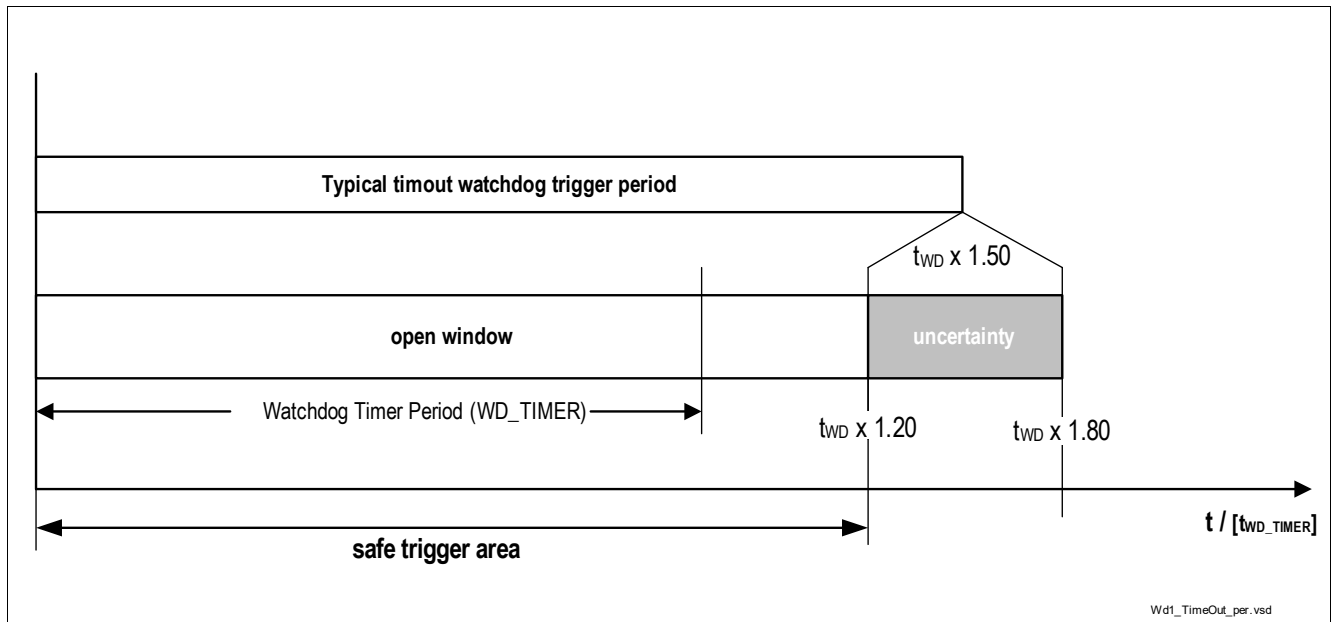 Typical timout watchdog trigger period
tWD x 1.50
open window
uncertainty
Watchdog Timer Period (WD_TIMER)
tWD x 1.20
tWD x 1.80
t / [tWD_TIMER]
safe trigger area
Wd1_TimeOut_per.vsd